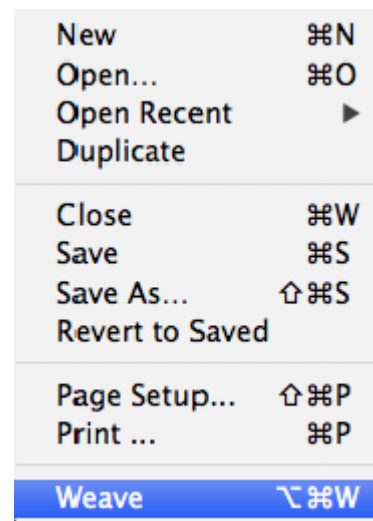 New ⌘N
Open... ⌘O
Open Recent ▶
Duplicate
Close ⌘W
Save ⌘S
Save As... ⇧⌘S
Revert to Saved
Page Setup... ⇧⌘P
Print ... ⌘P
Weave ⌥⌘W